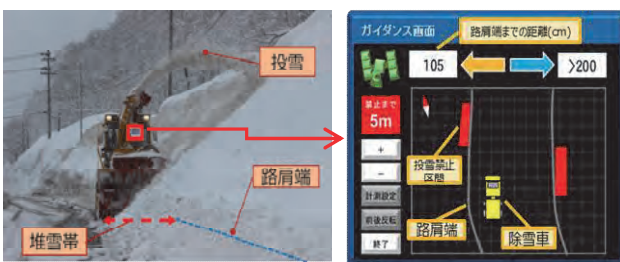 投雪
路肩端
堆雪帯
ガイダンス画面
路肩端までの距離(cm)
105
>200
禁止まで
5m
+
−
計測設定
前後反転
終了
投雪禁止
区間
路肩端
除雪車